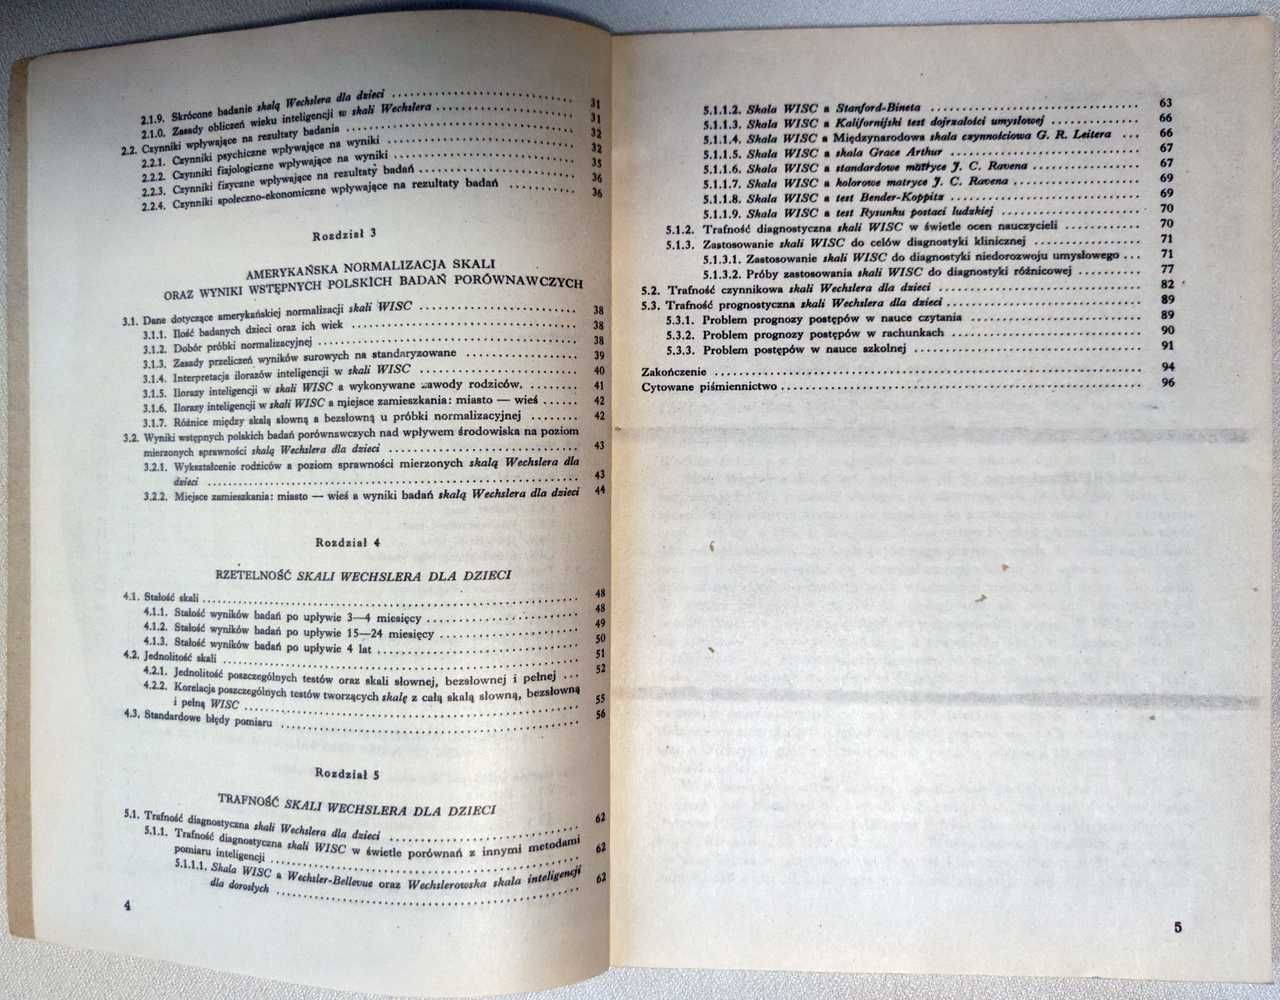 2.1.9. Skrócone badanie skalą Wechslera dla dzieci ........ 31
2.1.0. Zasady obliczeń wieku inteligencji w skali Wechslera ........ 31
2.2. Czynniki wpływające na rezultaty badania ........ 32
2.2.1. Czynniki psychiczne wpływające na wyniki ........ 32
2.2.2. Czynniki fizjologiczne wpływające na wyniki ........ 35
2.2.3. Czynniki fizyczne wpływające na rezultaty badań ........ 36
2.2.4. Czynniki społeczno-ekonomiczne wpływające na rezultaty badań ........ 36
Rozdział 3
AMERYKAŃSKA NORMALIZACJA SKALI
ORAZ WYNIKI WSTĘPNYCH POLSKICH BADAŃ PORÓWNAWCZYCH
3.1. Dane dotyczące amerykańskiej normalizacji skali WISC ........ 38
3.1.1. Ilość badanych dzieci oraz ich wiek ........ 38
3.1.2. Dobór próbki normalizacyjnej ........ 38
3.1.3. Zasady przeliczeń wyników surowych na standaryzowane ........ 39
3.1.4. Interpretacja ilorazów inteligencji w skali WISC ........ 40
3.1.5. Ilorazy inteligencji w skali WISC a wykonywane zawody rodziców. ........ 41
3.1.6. Ilorazy inteligencji w skali WISC a miejsce zamieszkania: miasto — wieś ...... 42
3.1.7. Różnice między skalą słowną a bezsłowną u próbki normalizacyjnej ........ 42
3.2. Wyniki wstępnych polskich badań porównawczych nad wpływem środowiska na poziom
mierzonych sprawności skalą Wechslera dla dzieci ........ 43
3.2.1. Wykształcenie rodziców a poziom sprawności mierzonych skalą Wechslera dla
dzieci ........ 43
3.2.2. Miejsce zamieszkania: miasto — wieś a wyniki badań skalą Wechslera dla dzieci 44
Rozdział 4
RZETELNOŚĆ SKALI WECHSLERA DLA DZIECI
4.1. Stałość skali ........ 48
4.1.1. Stałość wyników badań po upływie 3—4 miesięcy ........ 48
4.1.2. Stałość wyników badań po upływie 15—24 miesięcy ........ 49
4.1.3. Stałość wyników badań po upływie 4 lat ........ 50
4.2. Jednolitość skali ........ 51
4.2.1. Jednolitość poszczególnych testów oraz skali słownej, bezsłownej i pełnej ... 52
4.2.2. Korelacja poszczególnych testów tworzących skalę z całą skalą słowną, bezsłowną
i pełną WISC ........ 55
4.3. Standardowe błędy pomiaru ........ 56
Rozdział 5
TRAFNOŚĆ SKALI WECHSLERA DLA DZIECI
5.1. Trafność diagnostyczna skali Wechslera dla dzieci ........ 62
5.1.1. Trafność diagnostyczna skali WISC w świetle porównań z innymi metodami
pomiaru inteligencji ........ 62
5.1.1.1. Skala WISC a Wechsler-Bellevue oraz Wechslerowska skala inteligencji
dla dorosłych ........ 62
4
5.1.1.2. Skala WISC a Stanford-Bineta ........ 63
5.1.1.3. Skala WISC a Kalifornijski test dojrzałości umysłowej ........ 66
5.1.1.4. Skala WISC a Międzynarodowa skala czynnościowa G. R. Leitera ... 66
5.1.1.5. Skala WISC a skala Grace Arthur ........ 67
5.1.1.6. Skala WISC a standardowe matryce J. C. Ravena ........ 67
5.1.1.7. Skala WISC a kolorowe matryce J. C. Ravena ........ 69
5.1.1.8. Skala WISC a test Bender-Koppitz ........ 69
5.1.1.9. Skala WISC a test Rysunku postaci ludzkiej ........ 70
5.1.2. Trafność diagnostyczna skali WISC w świetle ocen nauczycieli ........ 70
5.1.3. Zastosowanie skali WISC do celów diagnostyki klinicznej ........ 71
5.1.3.1. Zastosowanie skali WISC do diagnostyki niedorozwoju umysłowego ... 71
5.1.3.2. Próby zastosowania skali WISC do diagnostyki różnicowej ........ 77
5.2. Trafność czynnikowa skali Wechslera dla dzieci ........ 82
5.3. Trafność prognostyczna skali Wechslera dla dzieci ........ 89
5.3.1. Problem prognozy postępów w nauce czytania ........ 89
5.3.2. Problem prognozy postępów w rachunkach ........ 90
5.3.3. Problem postępów w nauce szkolnej ........ 91
Zakończenie ........ 94
Cytowane piśmiennictwo ........ 96
5